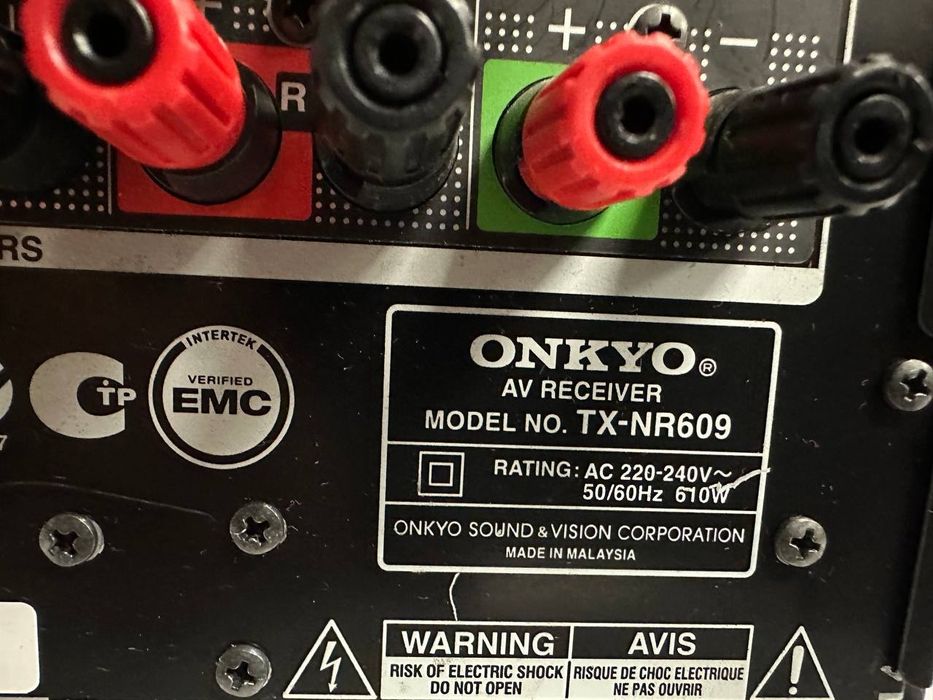 + −
R
RS
INTERTEK
VERIFIED
EMC
TP
7
ONKYO®
AV RECEIVER
MODEL NO. TX-NR609
RATING: AC 220-240V~
50/60Hz 610W
ONKYO SOUND & VISION CORPORATION
MADE IN MALAYSIA
WARNING
RISK OF ELECTRIC SHOCK
DO NOT OPEN
AVIS
RISQUE DE CHOC ELECTRIQUE
NE PAS OUVRIR